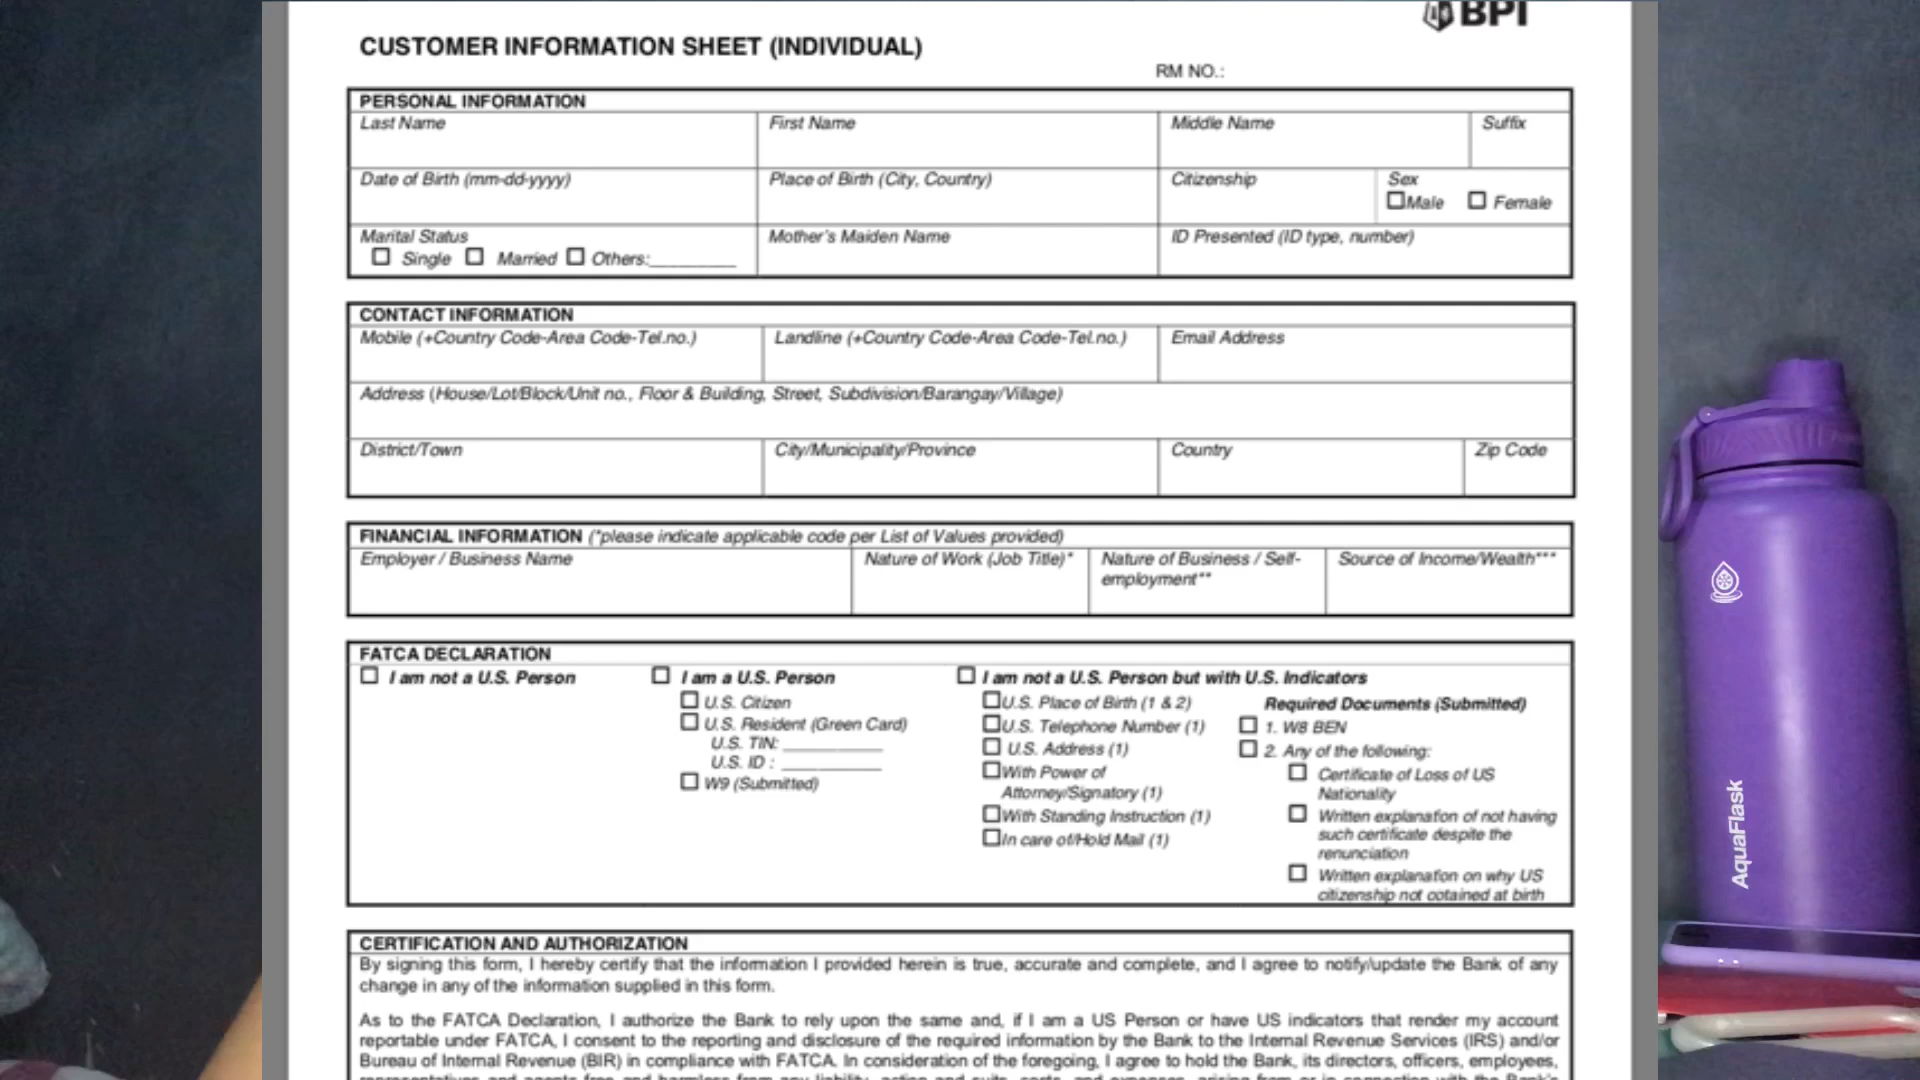 BPI
CUSTOMER INFORMATION SHEET (INDIVIDUAL)
RM NO.:
PERSONAL INFORMATION
Last Name First Name Middle Name Suffix
Date of Birth (mm-dd-yyyy) Place of Birth (City, Country) Citizenship Sex
Male Female
Marital Status Mother's Maiden Name ID Presented (ID type, number)
Single Married Others:__________
CONTACT INFORMATION
Mobile (+Country Code-Area Code-Tel.no.) Landline (+Country Code-Area Code-Tel.no.) Email Address
Address (House/Lot/Block/Unit no., Floor & Building, Street, Subdivision/Barangay/Village)
District/Town City/Municipality/Province Country Zip Code
FINANCIAL INFORMATION (*please indicate applicable code per List of Values provided)
Employer / Business Name Nature of Work (Job Title)* Nature of Business / Self- Source of Income/Wealth***
employment**
FATCA DECLARATION
I am not a U.S. Person
I am a U.S. Person
U.S. Citizen
U.S. Resident (Green Card)
U.S. TIN: ___________
U.S. ID : ___________
W9 (Submitted)
I am not a U.S. Person but with U.S. Indicators
U.S. Place of Birth (1 & 2)
U.S. Telephone Number (1)
U.S. Address (1)
With Power of
Attorney/Signatory (1)
With Standing Instruction (1)
In care of/Hold Mail (1)
Required Documents (Submitted)
1. W8 BEN
2. Any of the following:
Certificate of Loss of US
Nationality
Written explanation of not having
such certificate despite the
renunciation
Written explanation on why US
citizenship not obtained at birth
CERTIFICATION AND AUTHORIZATION
By signing this form, I hereby certify that the information I provided herein is true, accurate and complete, and I agree to notify/update the Bank of any
change in any of the information supplied in this form.
As to the FATCA Declaration, I authorize the Bank to rely upon the same and, if I am a US Person or have US indicators that render my account
reportable under FATCA, I consent to the reporting and disclosure of the required information by the Bank to the Internal Revenue Services (IRS) and/or
Bureau of Internal Revenue (BIR) in compliance with FATCA. In consideration of the foregoing, I agree to hold the Bank, its directors, officers, employees,
AquaFlask